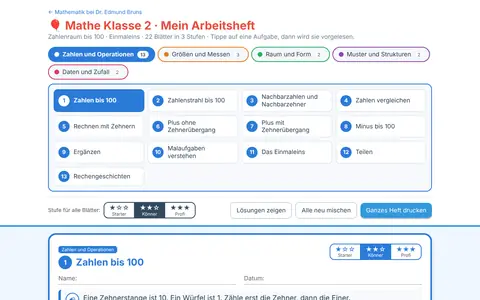 ← Mathematik bei Dr. Edmund Bruns
Mathe Klasse 2 · Mein Arbeitsheft
Zahlenraum bis 100 · Einmaleins · 22 Blätter in 3 Stufen · Tippe auf eine Aufgabe, dann wird sie vorgelesen.
Zahlen und Operationen 13
Größen und Messen 3
Raum und Form 2
Muster und Strukturen 2
Daten und Zufall 2
1 Zahlen bis 100
2 Zahlenstrahl bis 100
3 Nachbarzahlen und Nachbarzehner
4 Zahlen vergleichen
5 Rechnen mit Zehnern
6 Plus ohne Zehnerübergang
7 Plus mit Zehnerübergang
8 Minus bis 100
9 Ergänzen
10 Malaufgaben verstehen
11 Das Einmaleins
12 Teilen
13 Rechengeschichten
Stufe für alle Blätter:
★☆☆ Starter
★★☆ Könner
★★★ Profi
Lösungen zeigen
Alle neu mischen
Ganzes Heft drucken
Zahlen und Operationen
1 Zahlen bis 100
★☆☆ Starter
★★☆ Könner
★★★ Profi
Name:
Datum:
Eine Zehnerstange ist 10. Ein Würfel ist 1. Zähle erst die Zehner, dann die Einer.